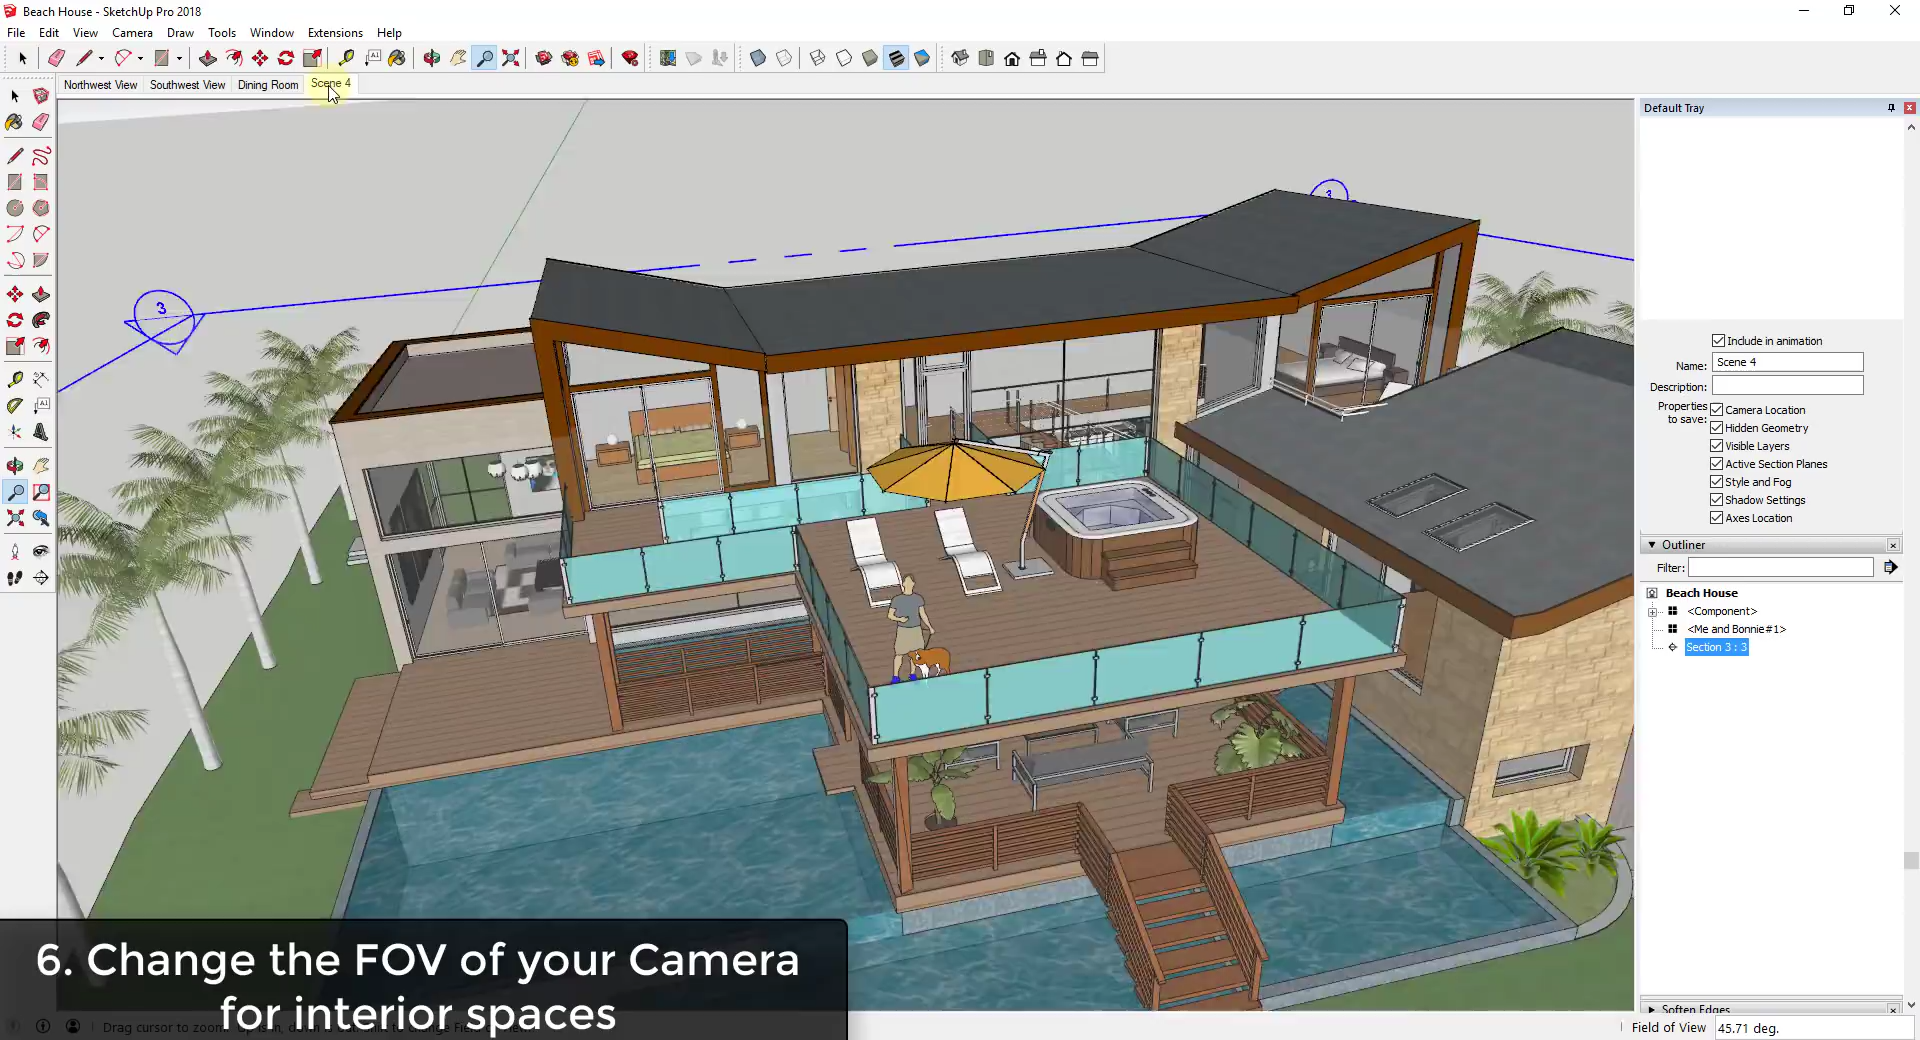 Beach House - SketchUp Pro 2018
File Edit View Camera Draw Tools Window Extensions Help
Northwest View Southwest View Dining Room Scene 4
Default Tray
Include in animation
Name: Scene 4
Description:
Properties to save:
Camera Location
Hidden Geometry
Visible Layers
Active Section Planes
Style and Fog
Shadow Settings
Axes Location
Outliner
Filter:
Beach House
<Component>
<Me and Bonnie#1>
Section 3 : 3
Soften Edges
3
3
6. Change the FOV of your Camera
for interior spaces
Drag cursor to zoom.
Field of View 45.71 deg.